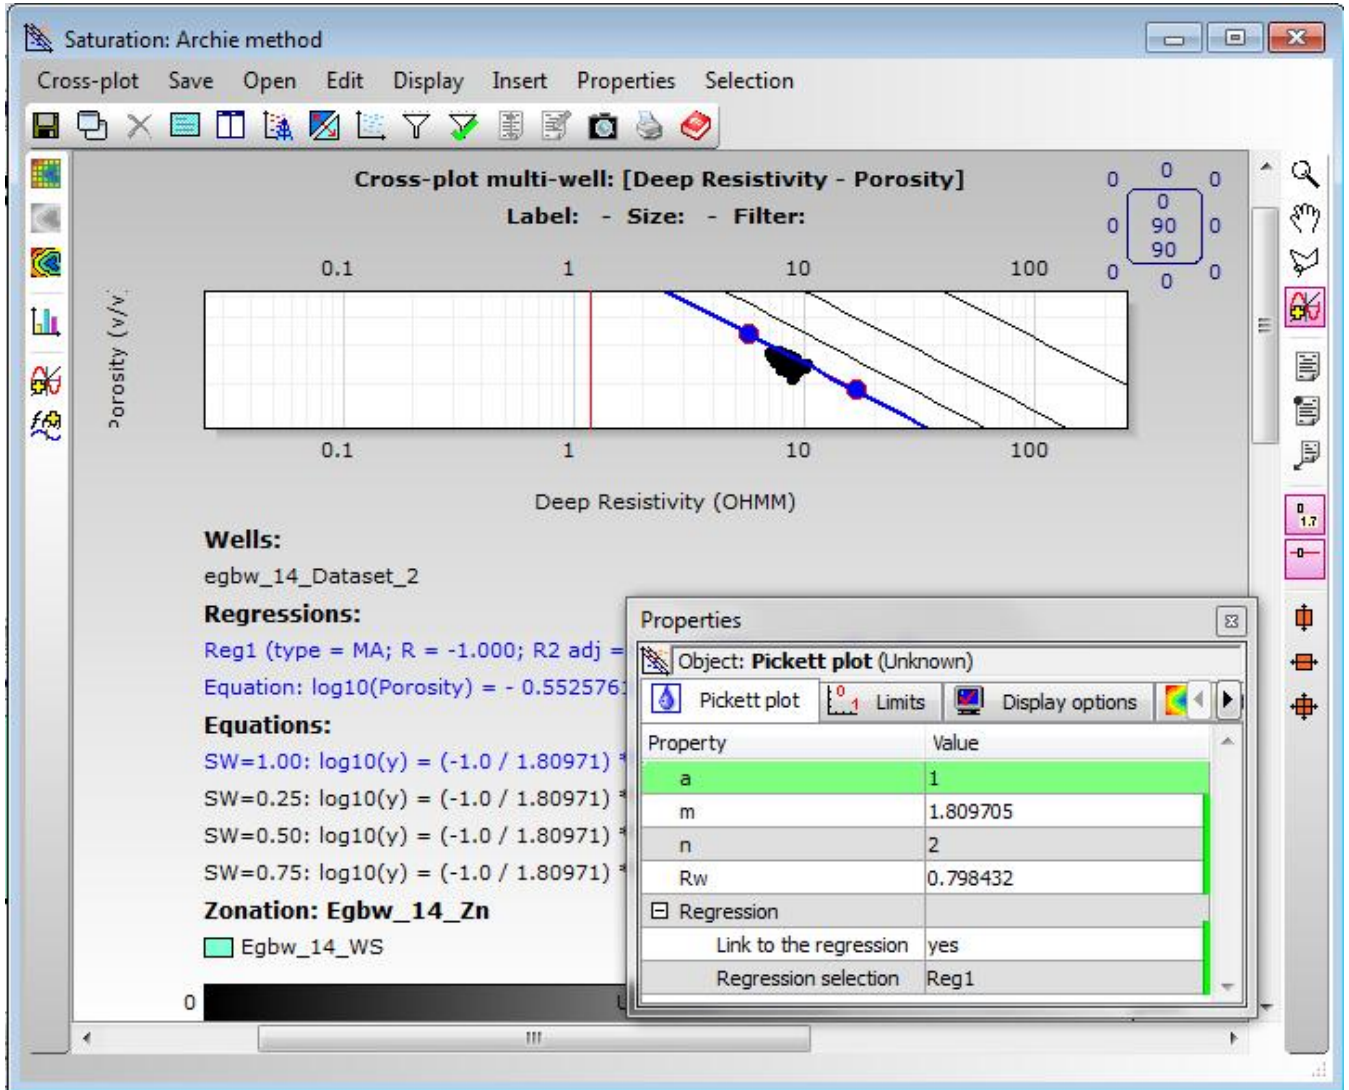 Saturation: Archie method
Cross-plot Save Open Edit Display Insert Properties Selection
Cross-plot multi-well: [Deep Resistivity - Porosity]
Label: - Size: - Filter:
0 0 0
0 0 90 90 0
0 0 0
0.1 1 10 100
Porosity (v/v)
0.1 1 10 100
Deep Resistivity (OHMM)
Wells:
egbw_14_Dataset_2
Regressions:
Reg1 (type = MA; R = -1.000; R2 adj =
Equation: log10(Porosity) = - 0.552576
Equations:
SW=1.00: log10(y) = (-1.0 / 1.80971) *
SW=0.25: log10(y) = (-1.0 / 1.80971) *
SW=0.50: log10(y) = (-1.0 / 1.80971) *
SW=0.75: log10(y) = (-1.0 / 1.80971) *
Zonation: Egbw_14_Zn
Egbw_14_WS
0
Properties
Object: Pickett plot (Unknown)
Pickett plot Limits Display options
Property Value
a 1
m 1.809705
n 2
Rw 0.798432
Regression
Link to the regression yes
Regression selection Reg1
0
1.7